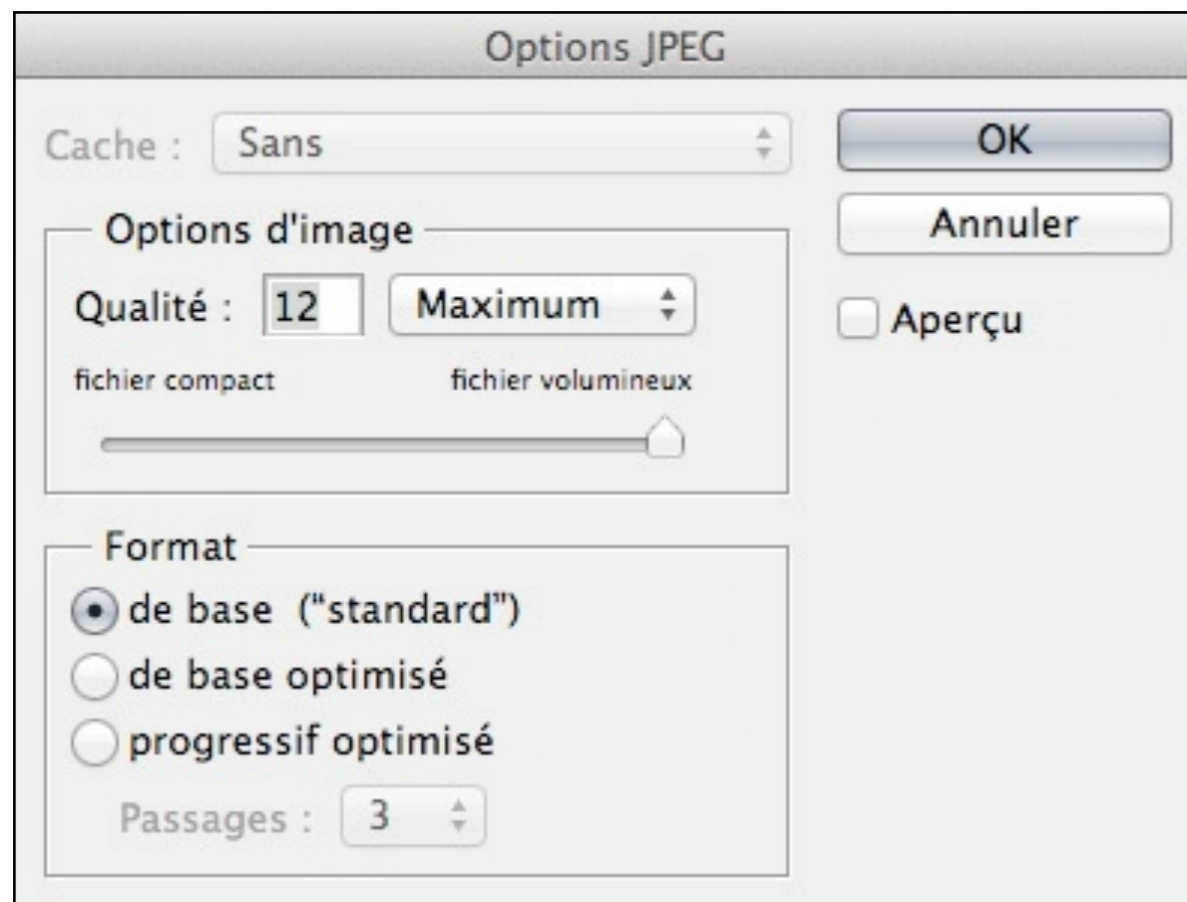 Options JPEG
Cache : Sans
OK
Annuler
Aperçu
Options d'image
Qualité : 12 Maximum
fichier compact fichier volumineux
Format
de base (“standard”)
de base optimisé
progressif optimisé
Passages : 3